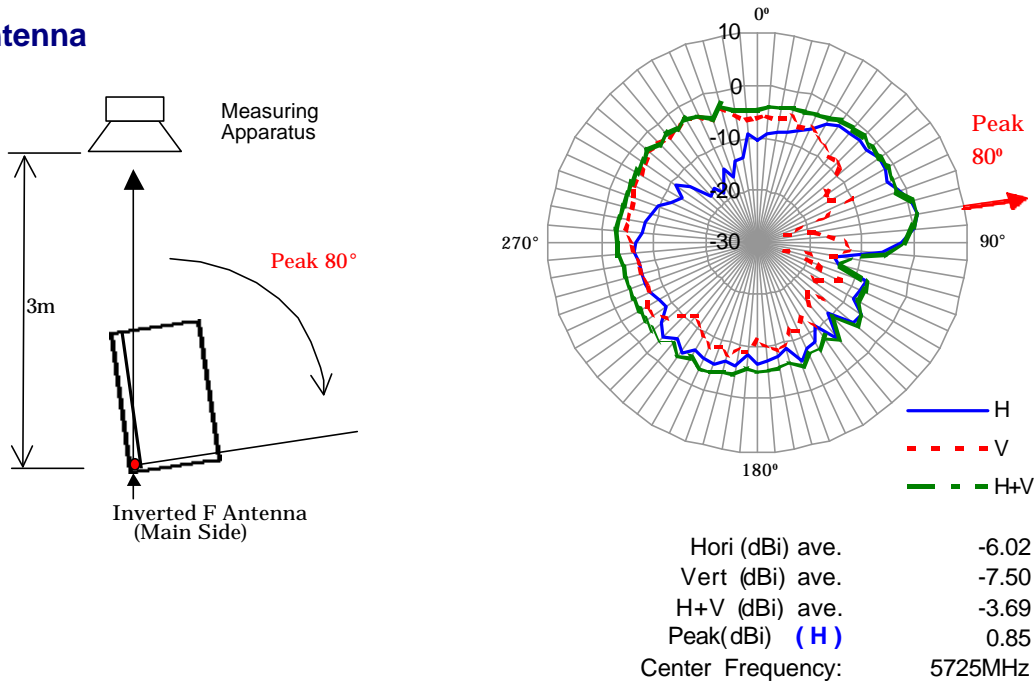 ntenna
Measuring
Apparatus
Peak 80°
3m
Inverted F Antenna
(Main Side)
0º
10
0
-10
-20
-30
Peak
80º
270°
90°
180º
H
V
H+V
Hori (dBi) ave. -6.02
Vert (dBi) ave. -7.50
H+V (dBi) ave. -3.69
Peak(dBi) ( H ) 0.85
Center Frequency: 5725MHz